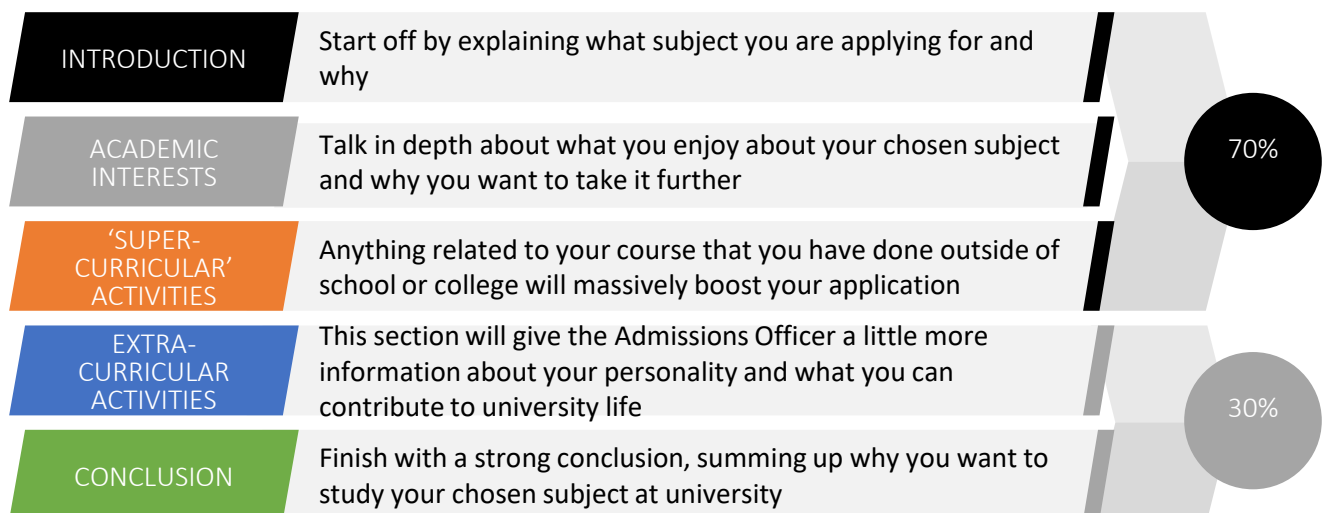 INTRODUCTION
Start off by explaining what subject you are applying for and
why
ACADEMIC
INTERESTS
Talk in depth about what you enjoy about your chosen subject
and why you want to take it further
70%
‘SUPER-
CURRICULAR’
ACTIVITIES
Anything related to your course that you have done outside of
school or college will massively boost your application
EXTRA-
CURRICULAR
ACTIVITIES
This section will give the Admissions Officer a little more
information about your personality and what you can
contribute to university life
30%
CONCLUSION
Finish with a strong conclusion, summing up why you want to
study your chosen subject at university